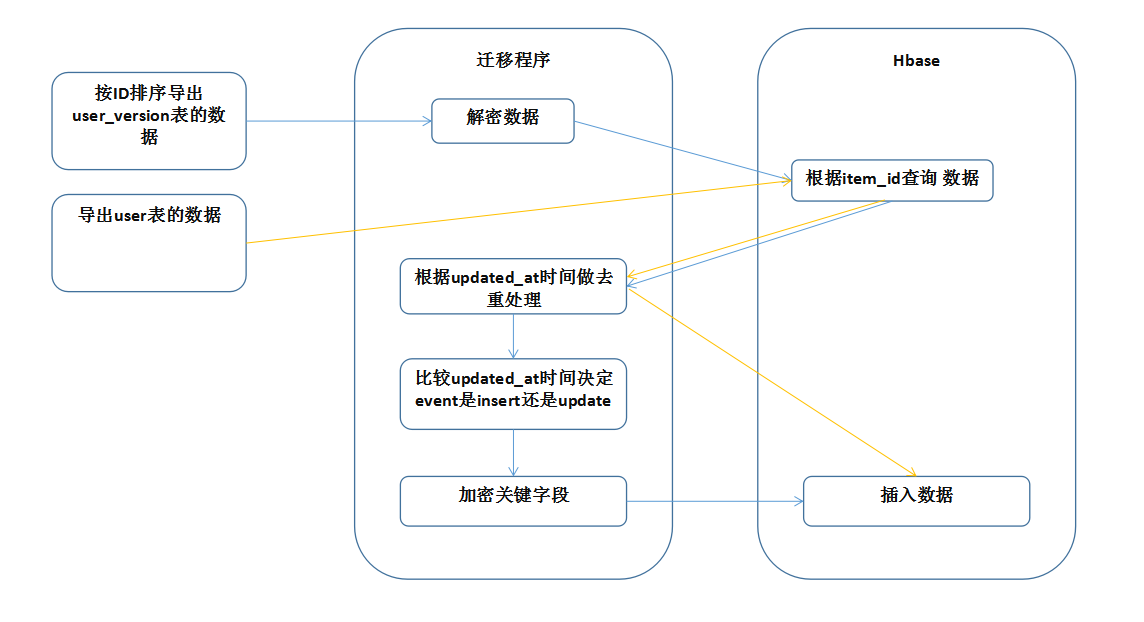 迁移程序
Hbase
按ID排序导出
user_version表的数
据
解密数据
根据item_id查询 数据
导出user表的数据
根据updated_at时间做去
重处理
比较updated_at时间决定
event是insert还是update
加密关键字段
插入数据